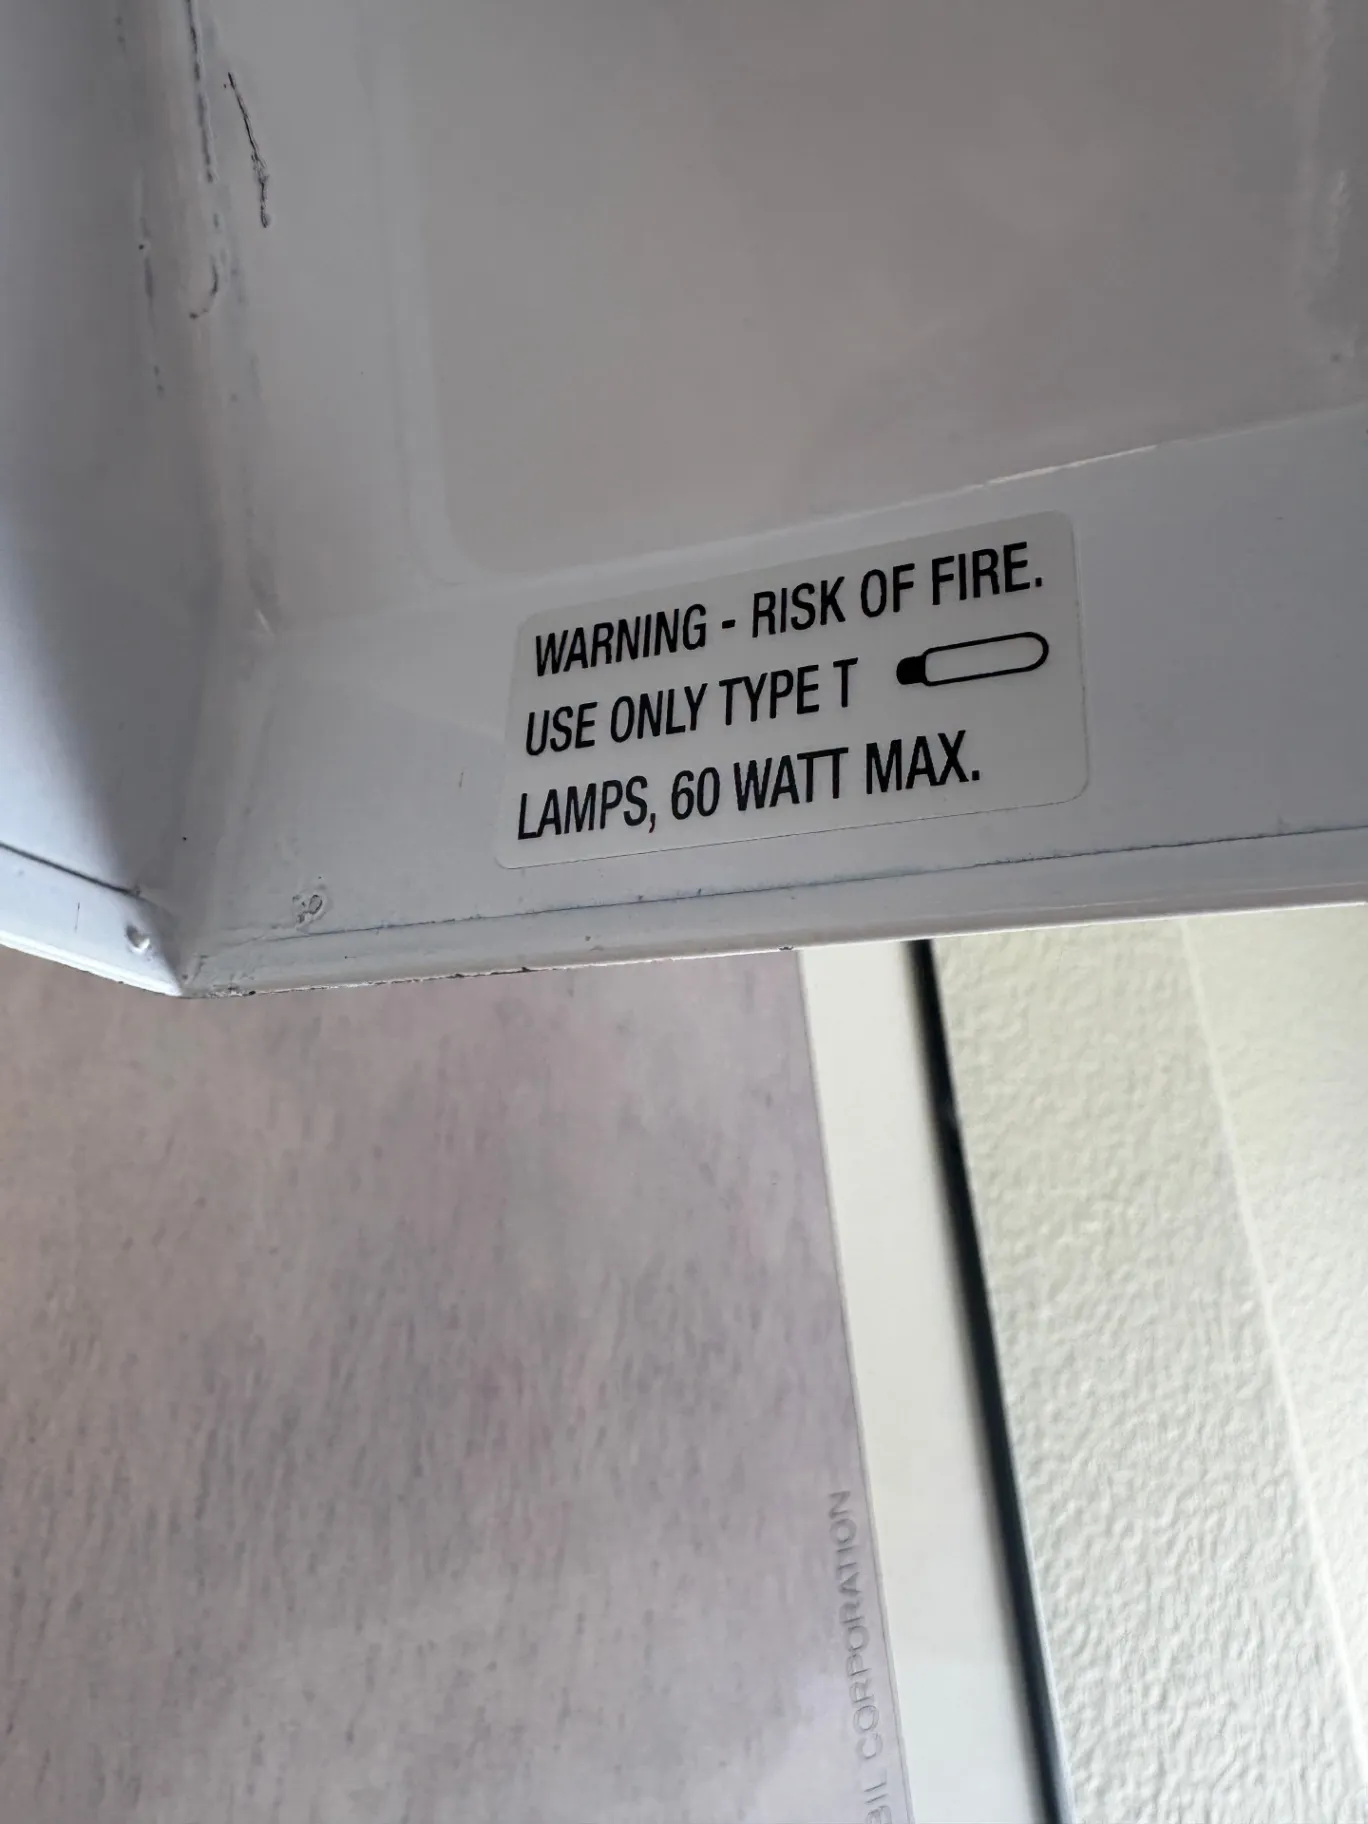 WARNING - RISK OF FIRE.
USE ONLY TYPE T
LAMPS, 60 WATT MAX.
CORPORATION